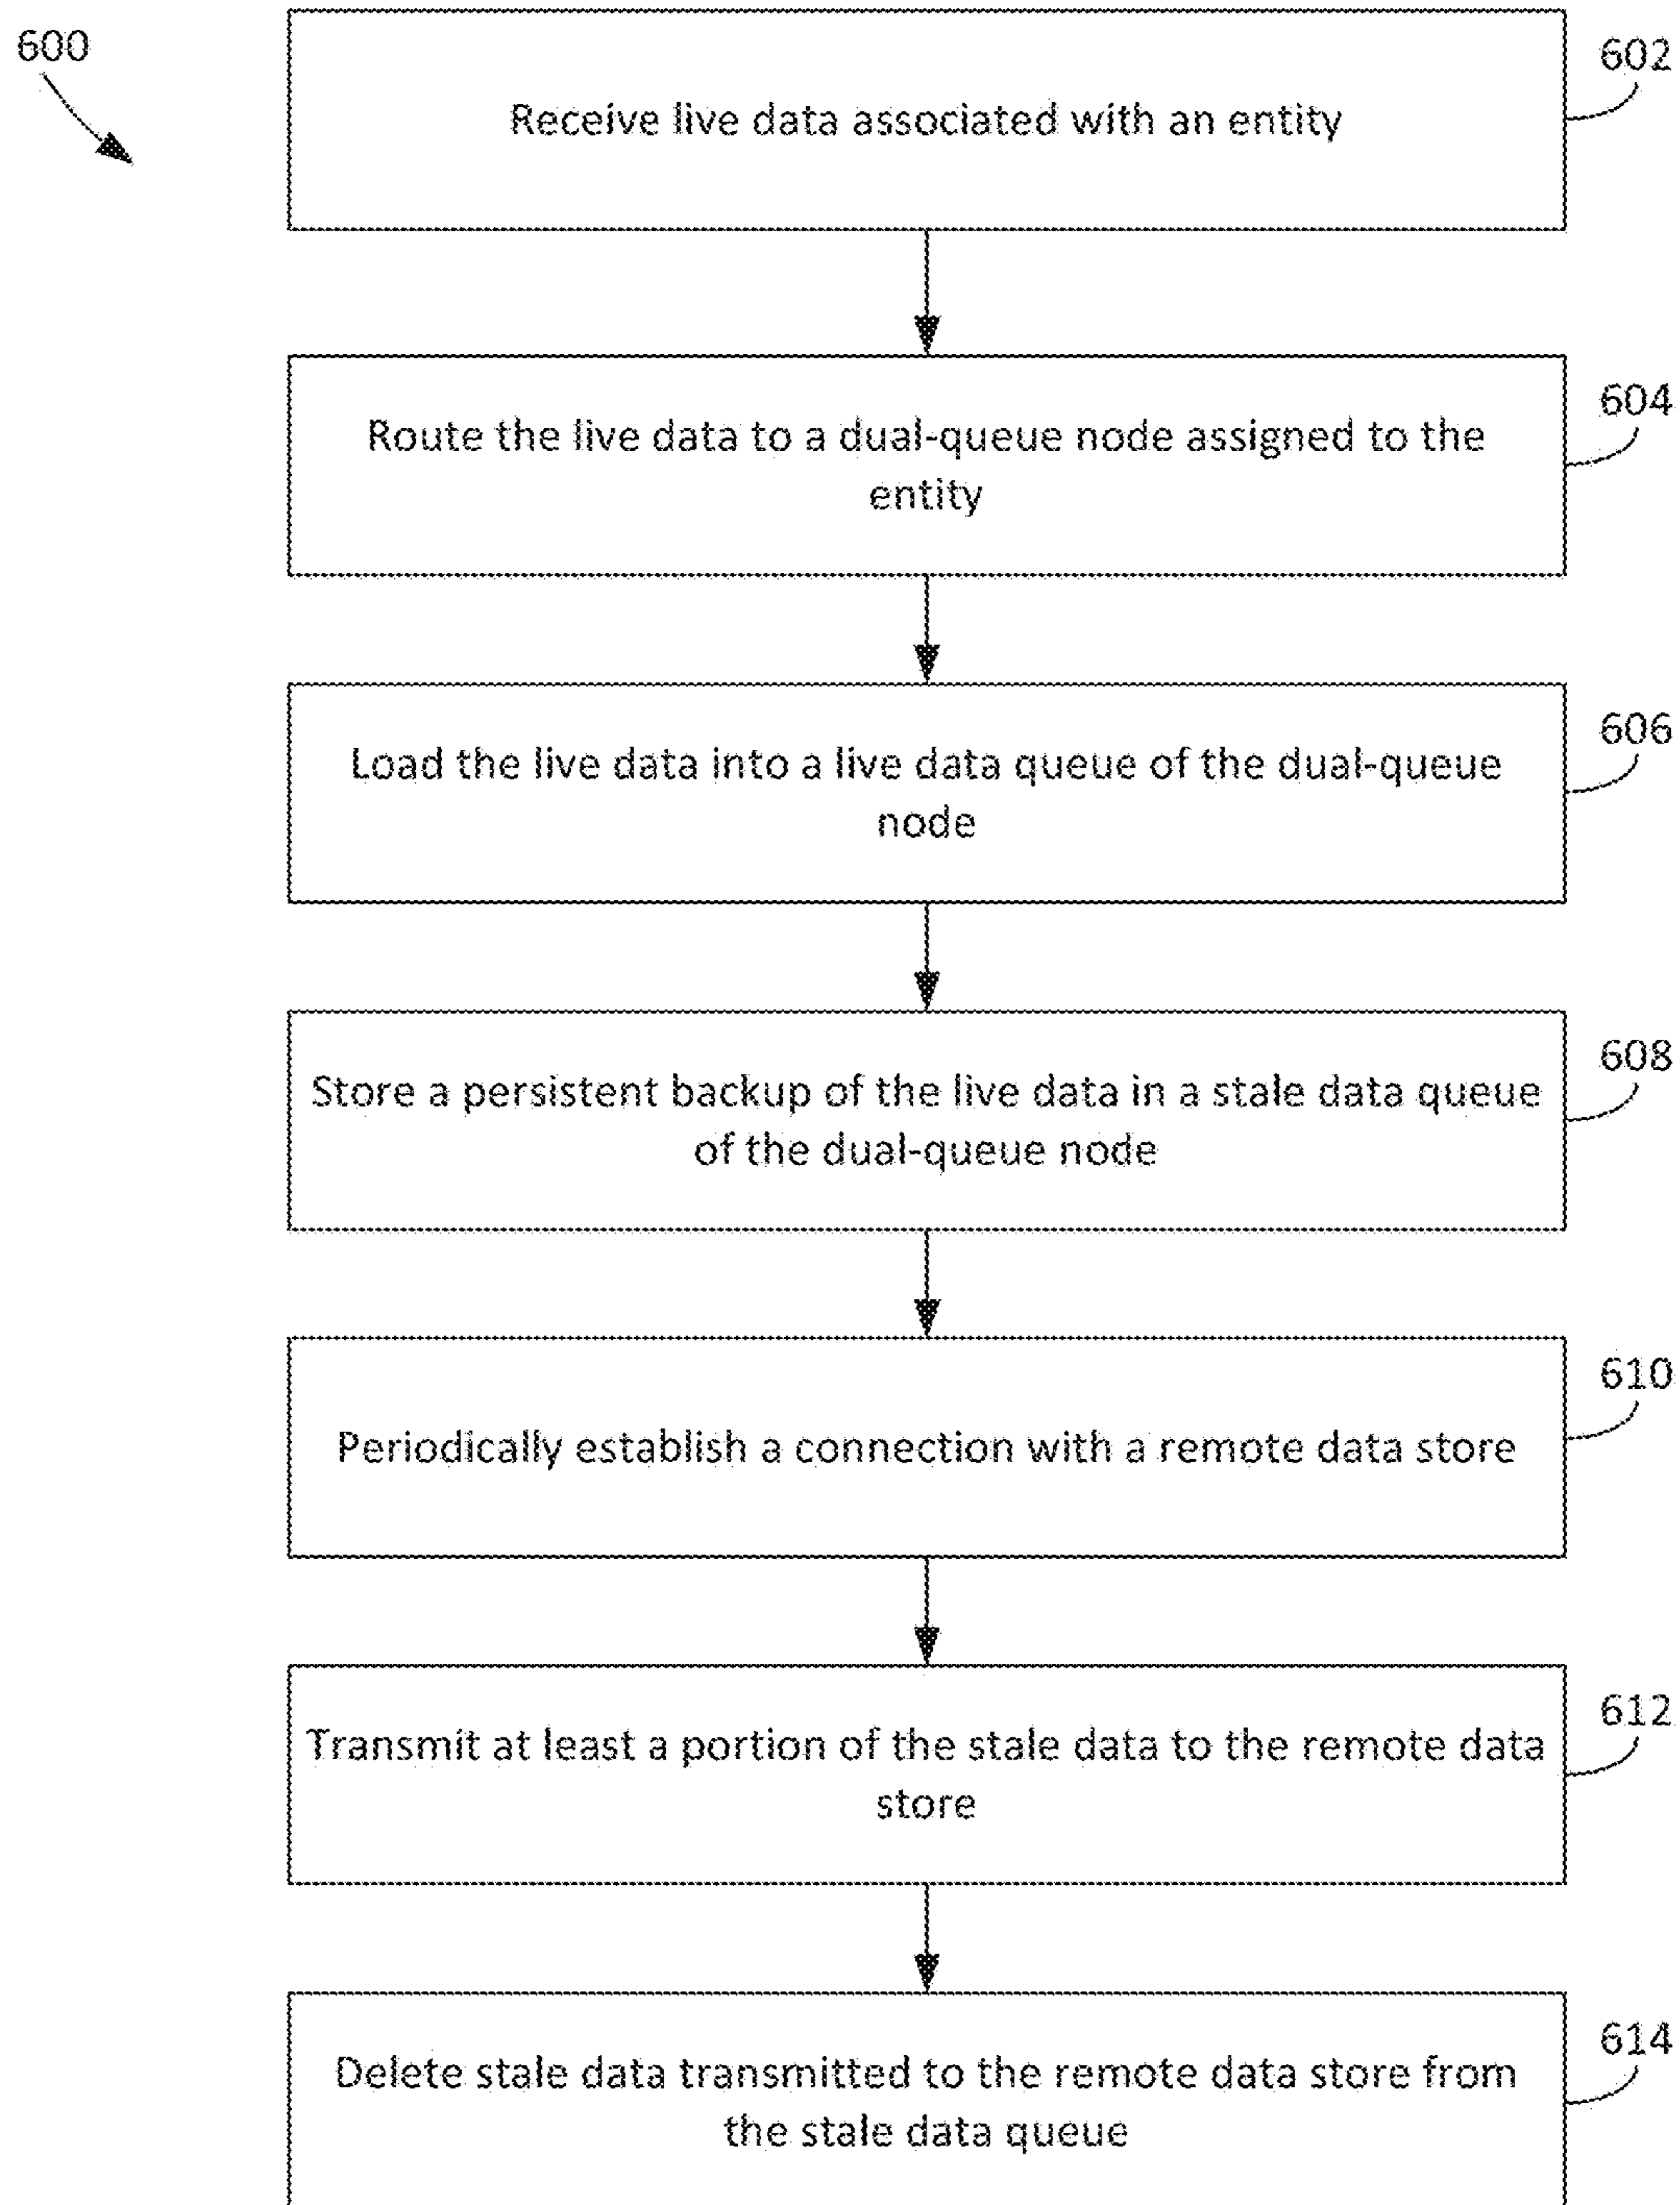 600
602
Receive live data associated with an entity
604
Route the live data to a dual-queue node assigned to the
entity
606
Load the live data into a live data queue of the dual-queue
node
608
Store a persistent backup of the live data in a stale data queue
of the dual-queue node
610
Periodically establish a connection with a remote data store
612
Transmit at least a portion of the stale data to the remote data
store
614
Delete stale data transmitted to the remote data store from
the stale data queue